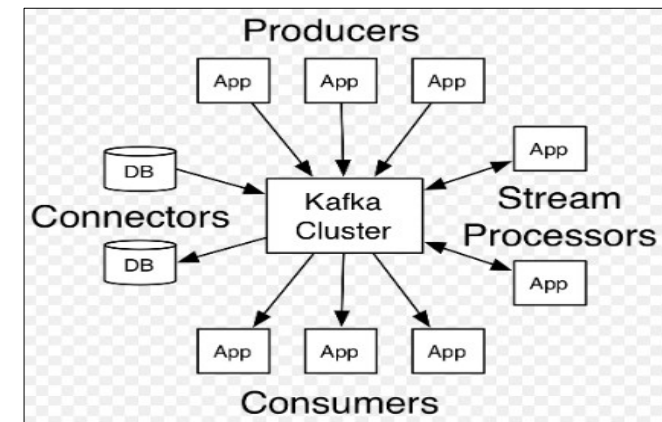 Producers
App
App
App
DB
App
Connectors
Kafka
Cluster
Stream
Processors
DB
App
App
App
App
Consumers